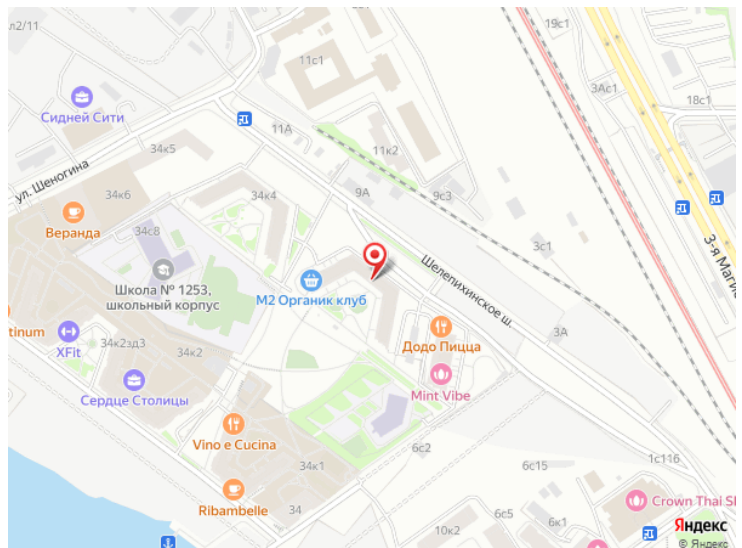 л2/11
19с1
11с1
3Ас1
18с1
Сидней Сити
11А
34к5
11к2
ул. Шеногина
34к6
34к4
9А
9с3
Веранда
34с8
3с1
3-я Магис
Школа № 1253,
школьный корпус
М2 Органик клуб
Шелепихинское ш.
tinum
34к2зд3
34к2
3А
XFit
Додо Пицца
Сердце Столицы
Mint Vibe
Vino e Cucina
6с2
34к1
1с116
6с15
Ribambelle
34
Crown Thai S
6с5
6к1
10к2
Яндекс
© Яндекс